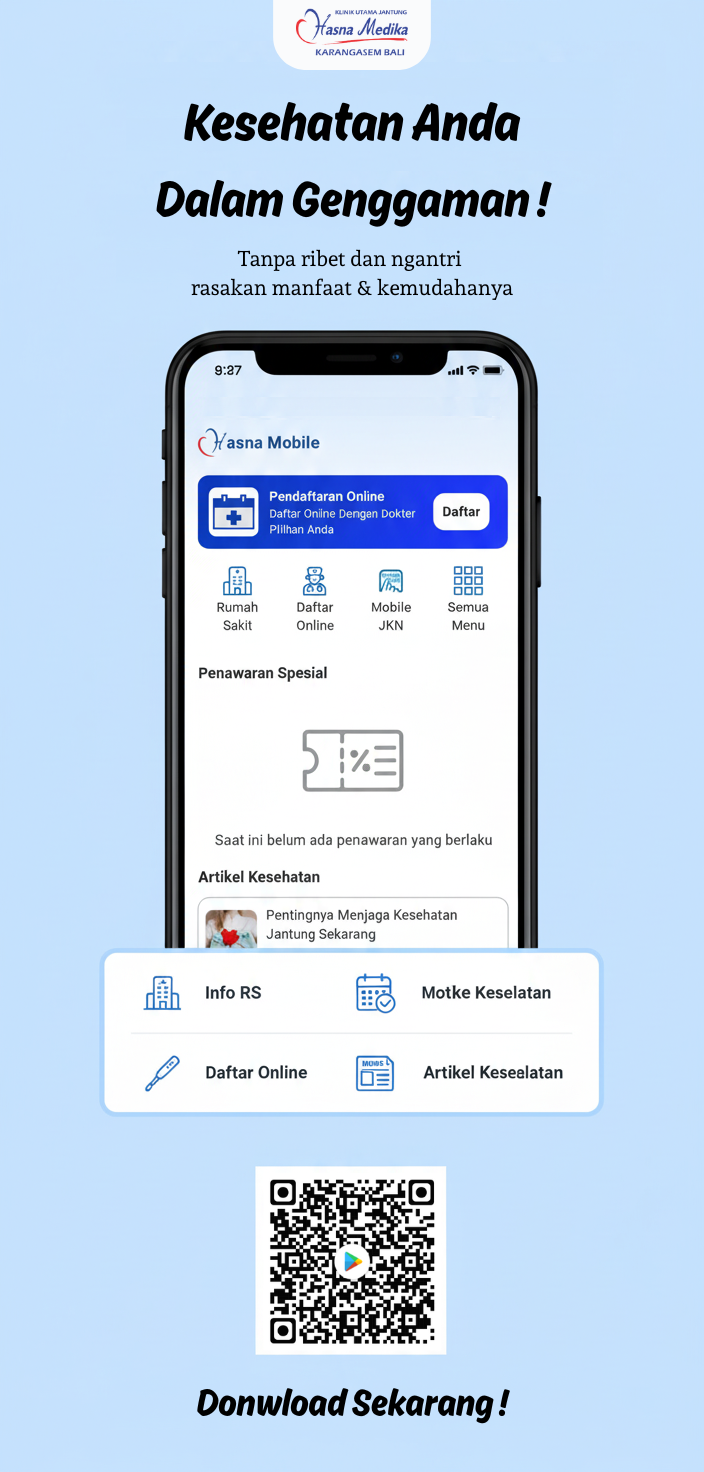 KLINIK UTAMA JANTUNG
Hasna Medika
KARANGASEM BALI
Kesehatan Anda
Dalam Genggaman !
Tanpa ribet dan ngantri
rasakan manfaat & kemudahanya
9:27
Hasna Mobile
Pendaftaran Online
Daftar Online Dengan Dokter
Plilhan Anda
Daftar
Rumah Sakit
Daftar Online
Mobile JKN
Semua Menu
Penawaran Spesial
Saat ini belum ada penawaran yang berlaku
Artikel Kesehatan
Pentingnya Menjaga Kesehatan
Jantung Sekarang
Info RS
Motke Keselatan
Daftar Online
Artikel Keseelatan
Donwload Sekarang !